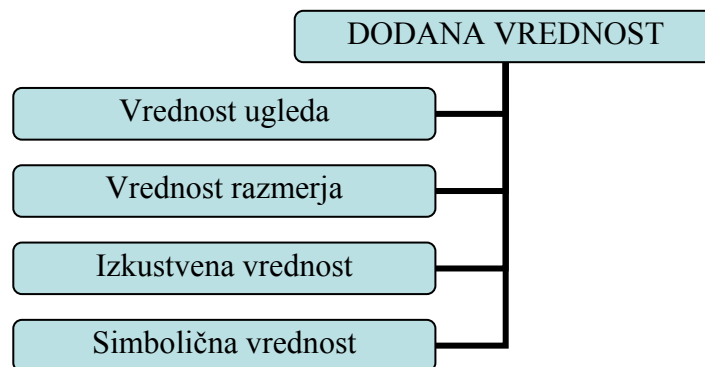 DODANA VREDNOST
Vrednost ugleda
Vrednost razmerja
Izkustvena vrednost
Simbolična vrednost